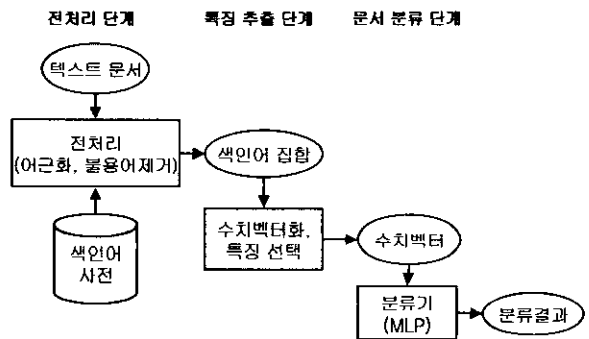 전처리 단계
특징 추출 단계
문서 분류 단계
텍스트 문서
전처리
(어근화, 불용어제거)
색인어 집합
색인어
사전
수치벡터화,
특징 선택
수치벡터
분류기
(MLP)
분류결과